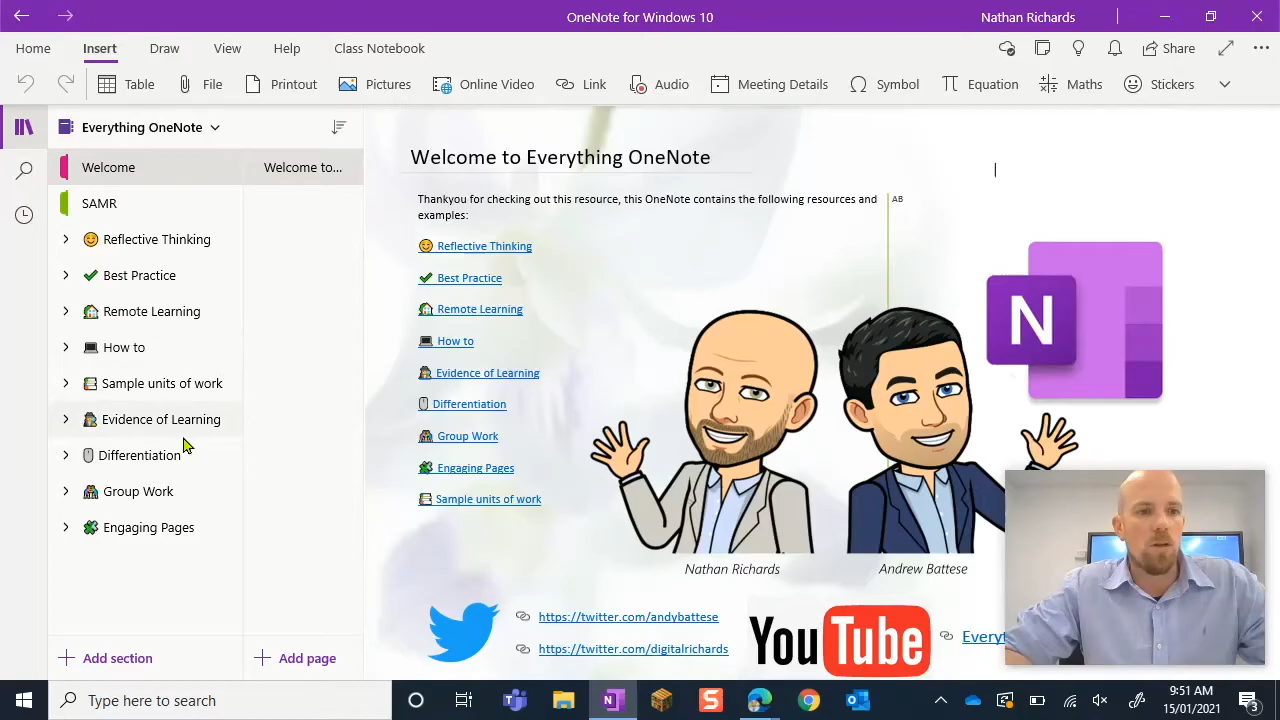 OneNote for Windows 10
Nathan Richards
Home
Insert
Draw
View
Help
Class Notebook
Share
Table
File
Printout
Pictures
Online Video
Link
Audio
Meeting Details
Symbol
Equation
Maths
Stickers
Everything OneNote
Welcome
SAMR
Reflective Thinking
Best Practice
Remote Learning
How to
Sample units of work
Evidence of Learning
Differentiation
Group Work
Engaging Pages
Add section
Welcome to...
Add page
Welcome to Everything OneNote
Thankyou for checking out this resource, this OneNote contains the following resources and
examples:
AB
Reflective Thinking
Best Practice
Remote Learning
How to
Evidence of Learning
Differentiation
Group Work
Engaging Pages
Sample units of work
N
Nathan Richards
Andrew Battese
https://twitter.com/andybattese
https://twitter.com/digitalrichards
YouTube
Everyt
Type here to search
9:51 AM
15/01/2021
3